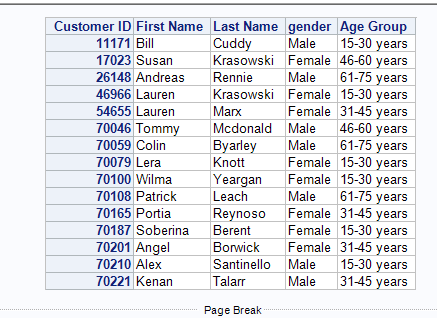 Customer ID First Name Last Name gender Age Group
11171 Bill Cuddy Male 15-30 years
17023 Susan Krasowski Female 46-60 years
26148 Andreas Rennie Male 61-75 years
46966 Lauren Krasowski Female 15-30 years
54655 Lauren Marx Female 31-45 years
70046 Tommy Mcdonald Male 46-60 years
70059 Colin Byarley Male 61-75 years
70079 Lera Knott Female 15-30 years
70100 Wilma Yeargan Female 15-30 years
70108 Patrick Leach Male 61-75 years
70165 Portia Reynoso Female 31-45 years
70187 Soberina Berent Female 15-30 years
70201 Angel Borwick Female 31-45 years
70210 Alex Santinello Male 15-30 years
70221 Kenan Talarr Male 31-45 years
Page Break